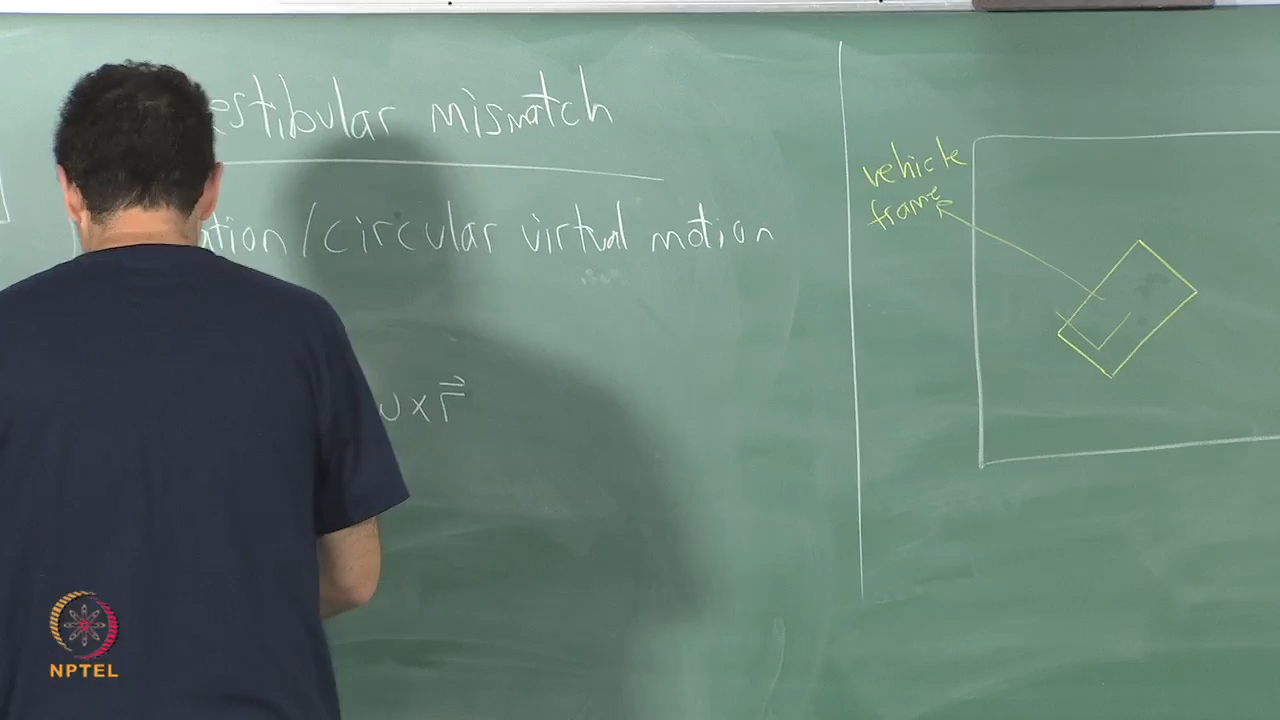 estibular mismatch
ation/circular virtual motion
ω × r⃗
vehicle
frame
NPTEL